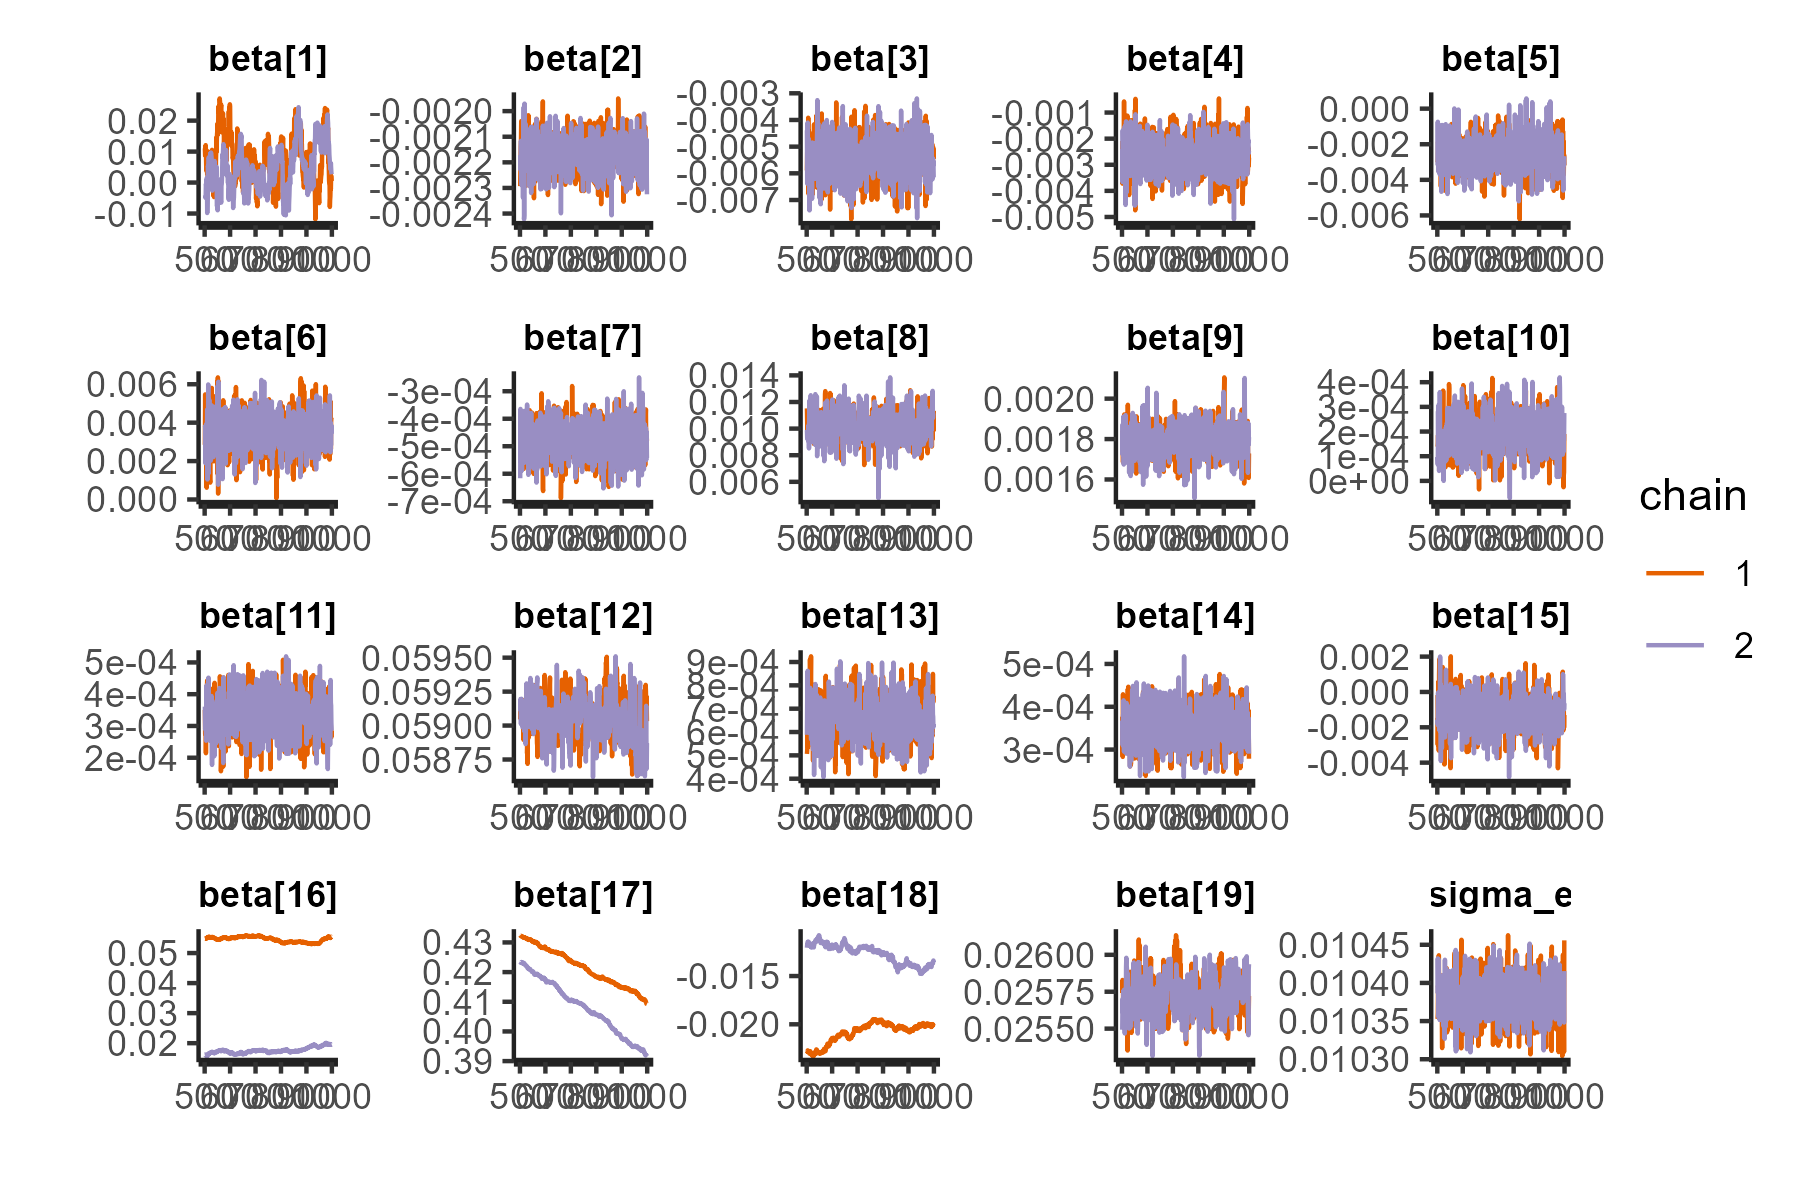 beta[1] beta[2] beta[3] beta[4] beta[5]
0.02
0.01
0.00
-0.01
-0.0020
-0.0021
-0.0022
-0.0023
-0.0024
-0.003
-0.004
-0.005
-0.006
-0.007
-0.001
-0.002
-0.003
-0.004
-0.005
0.000
-0.002
-0.004
-0.006
beta[6] beta[7] beta[8] beta[9] beta[10]
0.006
0.004
0.002
0.000
-3e-04
-4e-04
-5e-04
-6e-04
-7e-04
0.014
0.012
0.010
0.008
0.006
0.0020
0.0018
0.0016
4e-04
3e-04
2e-04
1e-04
0e+00
chain
1
2
beta[11] beta[12] beta[13] beta[14] beta[15]
5e-04
4e-04
3e-04
2e-04
0.05950
0.05925
0.05900
0.05875
9e-04
8e-04
7e-04
6e-04
5e-04
4e-04
5e-04
4e-04
3e-04
0.002
0.000
-0.002
-0.004
beta[16] beta[17] beta[18] beta[19] sigma_e
0.05
0.04
0.03
0.02
0.43
0.42
0.41
0.40
0.39
-0.015
-0.020
0.02600
0.02575
0.02550
0.01045
0.01040
0.01035
0.01030